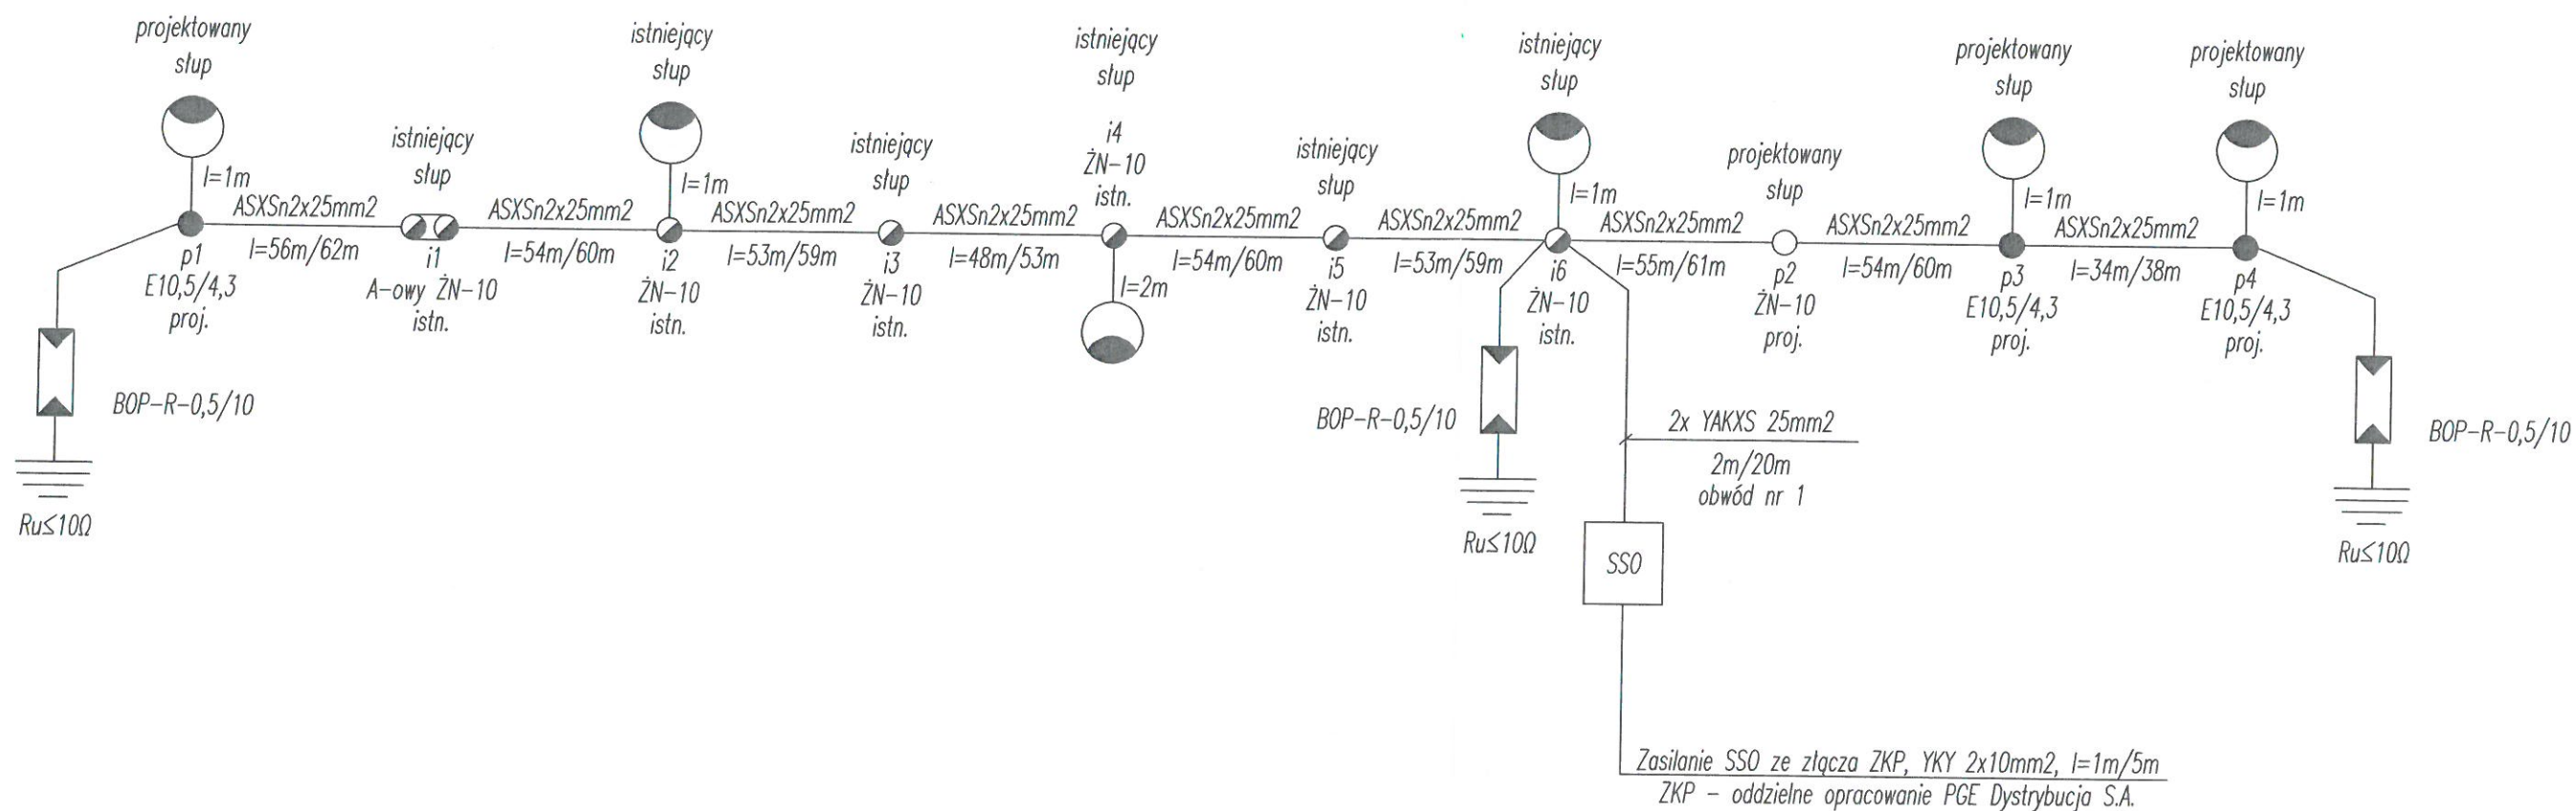 projektowany
słup
l=1m
ASXSn2x25mm2
l=56m/62m
p1
E10,5/4,3
proj.
BOP-R-0,5/10
Ru≤10Ω
istniejący
słup
i1
A-owy ŻN-10
istn.
ASXSn2x25mm2
l=54m/60m
istniejący
słup
l=1m
i2
ŻN-10
istn.
ASXSn2x25mm2
l=53m/59m
istniejący
słup
i3
ŻN-10
istn.
ASXSn2x25mm2
l=48m/53m
istniejący
słup
i4
ŻN-10
istn.
l=2m
ASXSn2x25mm2
l=54m/60m
istniejący
słup
i5
ŻN-10
istn.
ASXSn2x25mm2
l=53m/59m
istniejący
słup
l=1m
i6
ŻN-10
istn.
BOP-R-0,5/10
Ru≤10Ω
2x YAKXS 25mm2
2m/20m
obwód nr 1
SSO
Zasilanie SSO ze złącza ZKP, YKY 2x10mm2, l=1m/5m
ZKP - oddzielne opracowanie PGE Dystrybucja S.A.
ASXSn2x25mm2
l=55m/61m
projektowany
słup
p2
ŻN-10
proj.
ASXSn2x25mm2
l=54m/60m
projektowany
słup
l=1m
p3
E10,5/4,3
proj.
ASXSn2x25mm2
l=34m/38m
projektowany
słup
l=1m
p4
E10,5/4,3
proj.
BOP-R-0,5/10
Ru≤10Ω